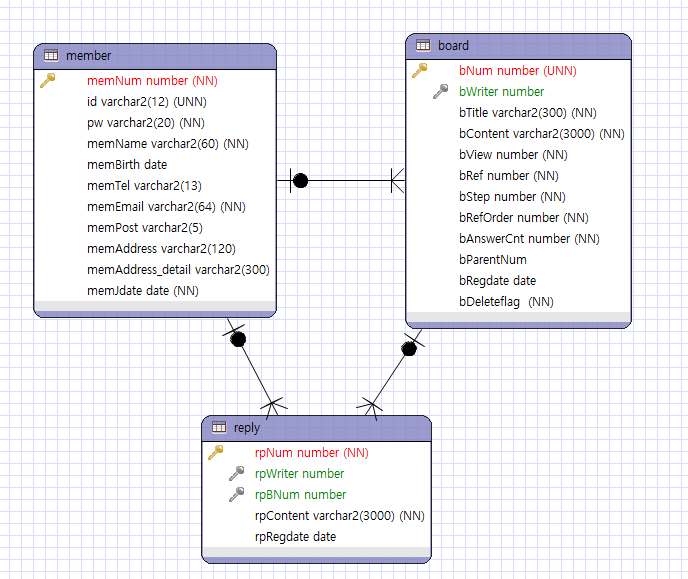 member
memNum number (NN)
id varchar2(12) (UNN)
pw varchar2(20) (NN)
memName varchar2(60) (NN)
memBirth date
memTel varchar2(13)
memEmail varchar2(64) (NN)
memPost varchar2(5)
memAddress varchar2(120)
memAddress_detail varchar2(300)
memJdate date (NN)
board
bNum number (UNN)
bWriter number
bTitle varchar2(300) (NN)
bContent varchar2(3000) (NN)
bView number (NN)
bRef number (NN)
bStep number (NN)
bRefOrder number (NN)
bAnswerCnt number (NN)
bParentNum
bRegdate date
bDeleteflag (NN)
reply
rpNum number (NN)
rpWriter number
rpBNum number
rpContent varchar2(3000) (NN)
rpRegdate date